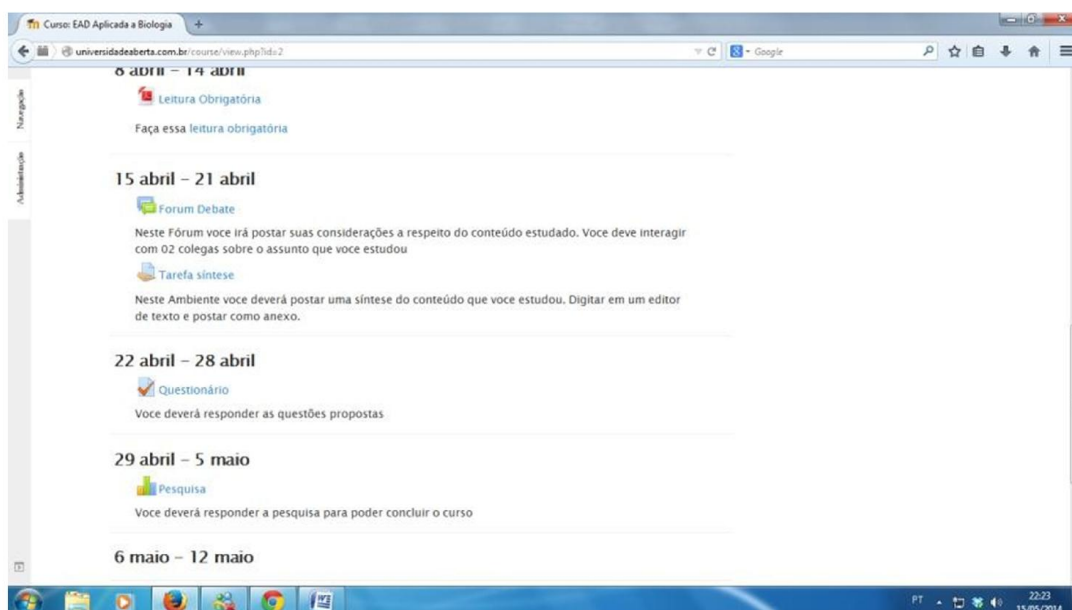 Curso: EAD Aplicada a Biologia
universidadeaberta.com.br/course/view.php?id=2
Google
Navegação
Administração
8 abril – 14 abril
Leitura Obrigatória
Faça essa leitura obrigatória
15 abril – 21 abril
Forum Debate
Neste Fórum voce irá postar suas considerações a respeito do conteúdo estudado. Voce deve interagir
com 02 colegas sobre o assunto que voce estudou
Tarefa síntese
Neste Ambiente voce deverá postar uma síntese do conteúdo que voce estudou. Digitar em um editor
de texto e postar como anexo.
22 abril – 28 abril
Questionário
Voce deverá responder as questões propostas
29 abril – 5 maio
Pesquisa
Voce deverá responder a pesquisa para poder concluir o curso
6 maio – 12 maio
PT
22:23
15/05/2014